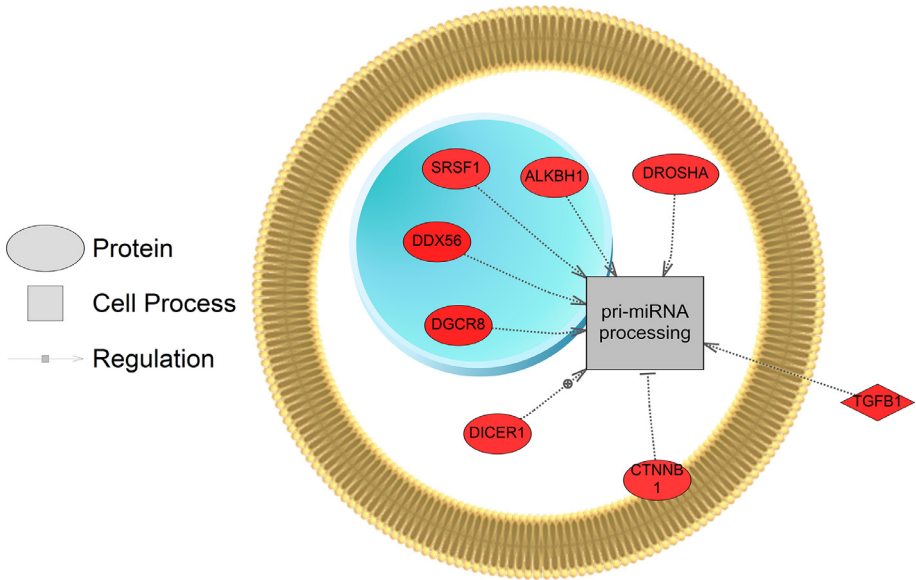 SRSF1
ALKBH1
DROSHA
DDX56
DGCR8
pri-miRNA
processing
DICER1
CTNNB
1
TGFB1
Protein
Cell Process
Regulation